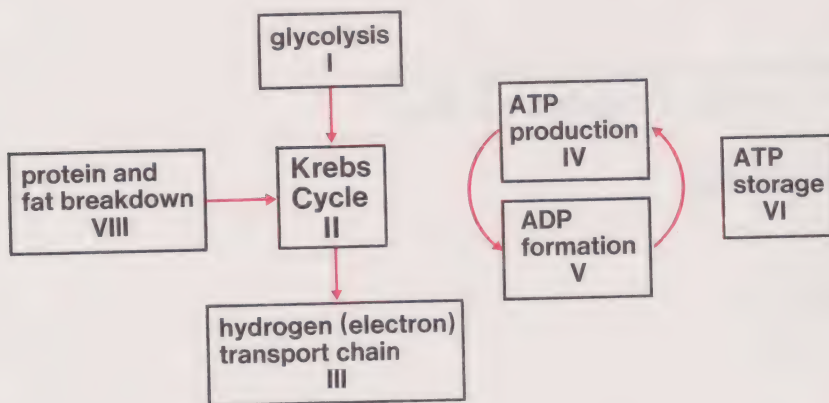 glycolysis
I
ATP
production
IV
ATP
storage
VI
protein and
fat breakdown
VIII
Krebs
Cycle
II
ADP
formation
V
hydrogen (electron)
transport chain
III